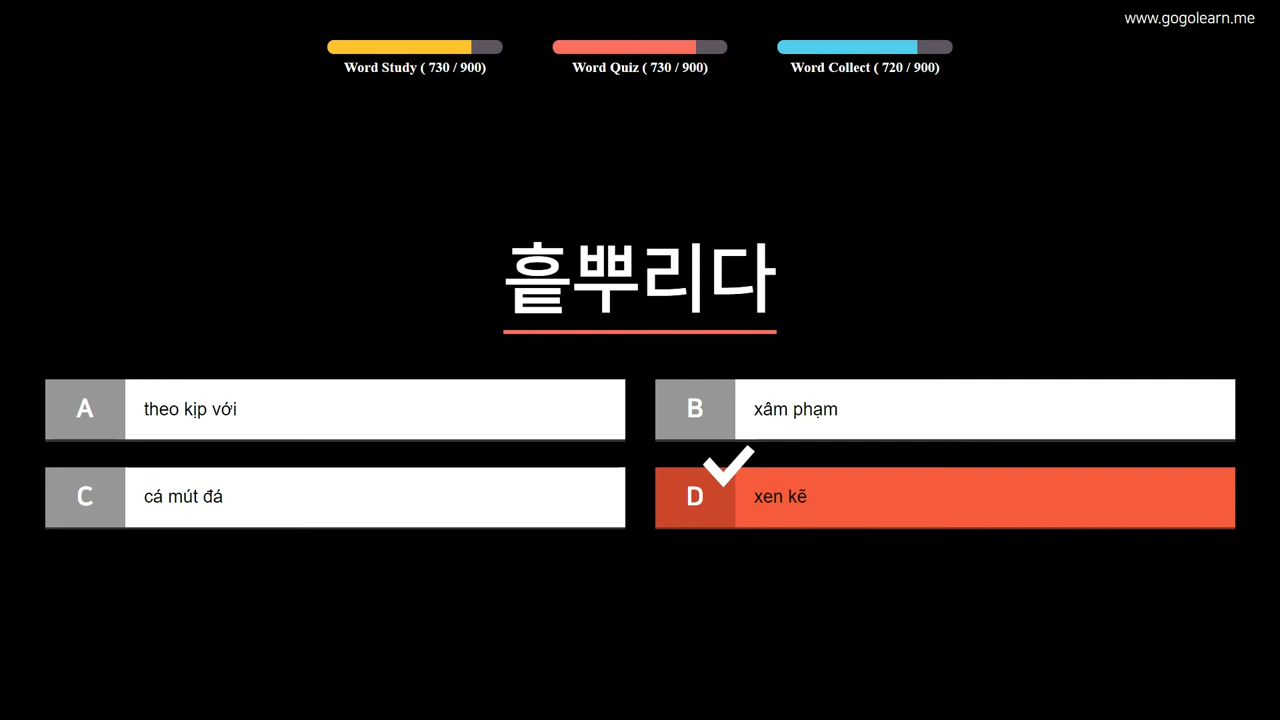 www.gogolearn.me
Word Study ( 730 / 900)
Word Quiz ( 730 / 900)
Word Collect ( 720 / 900)
흩뿌리다
A theo kịp với
B xâm phạm
C cá mút đá
D xen kẽ